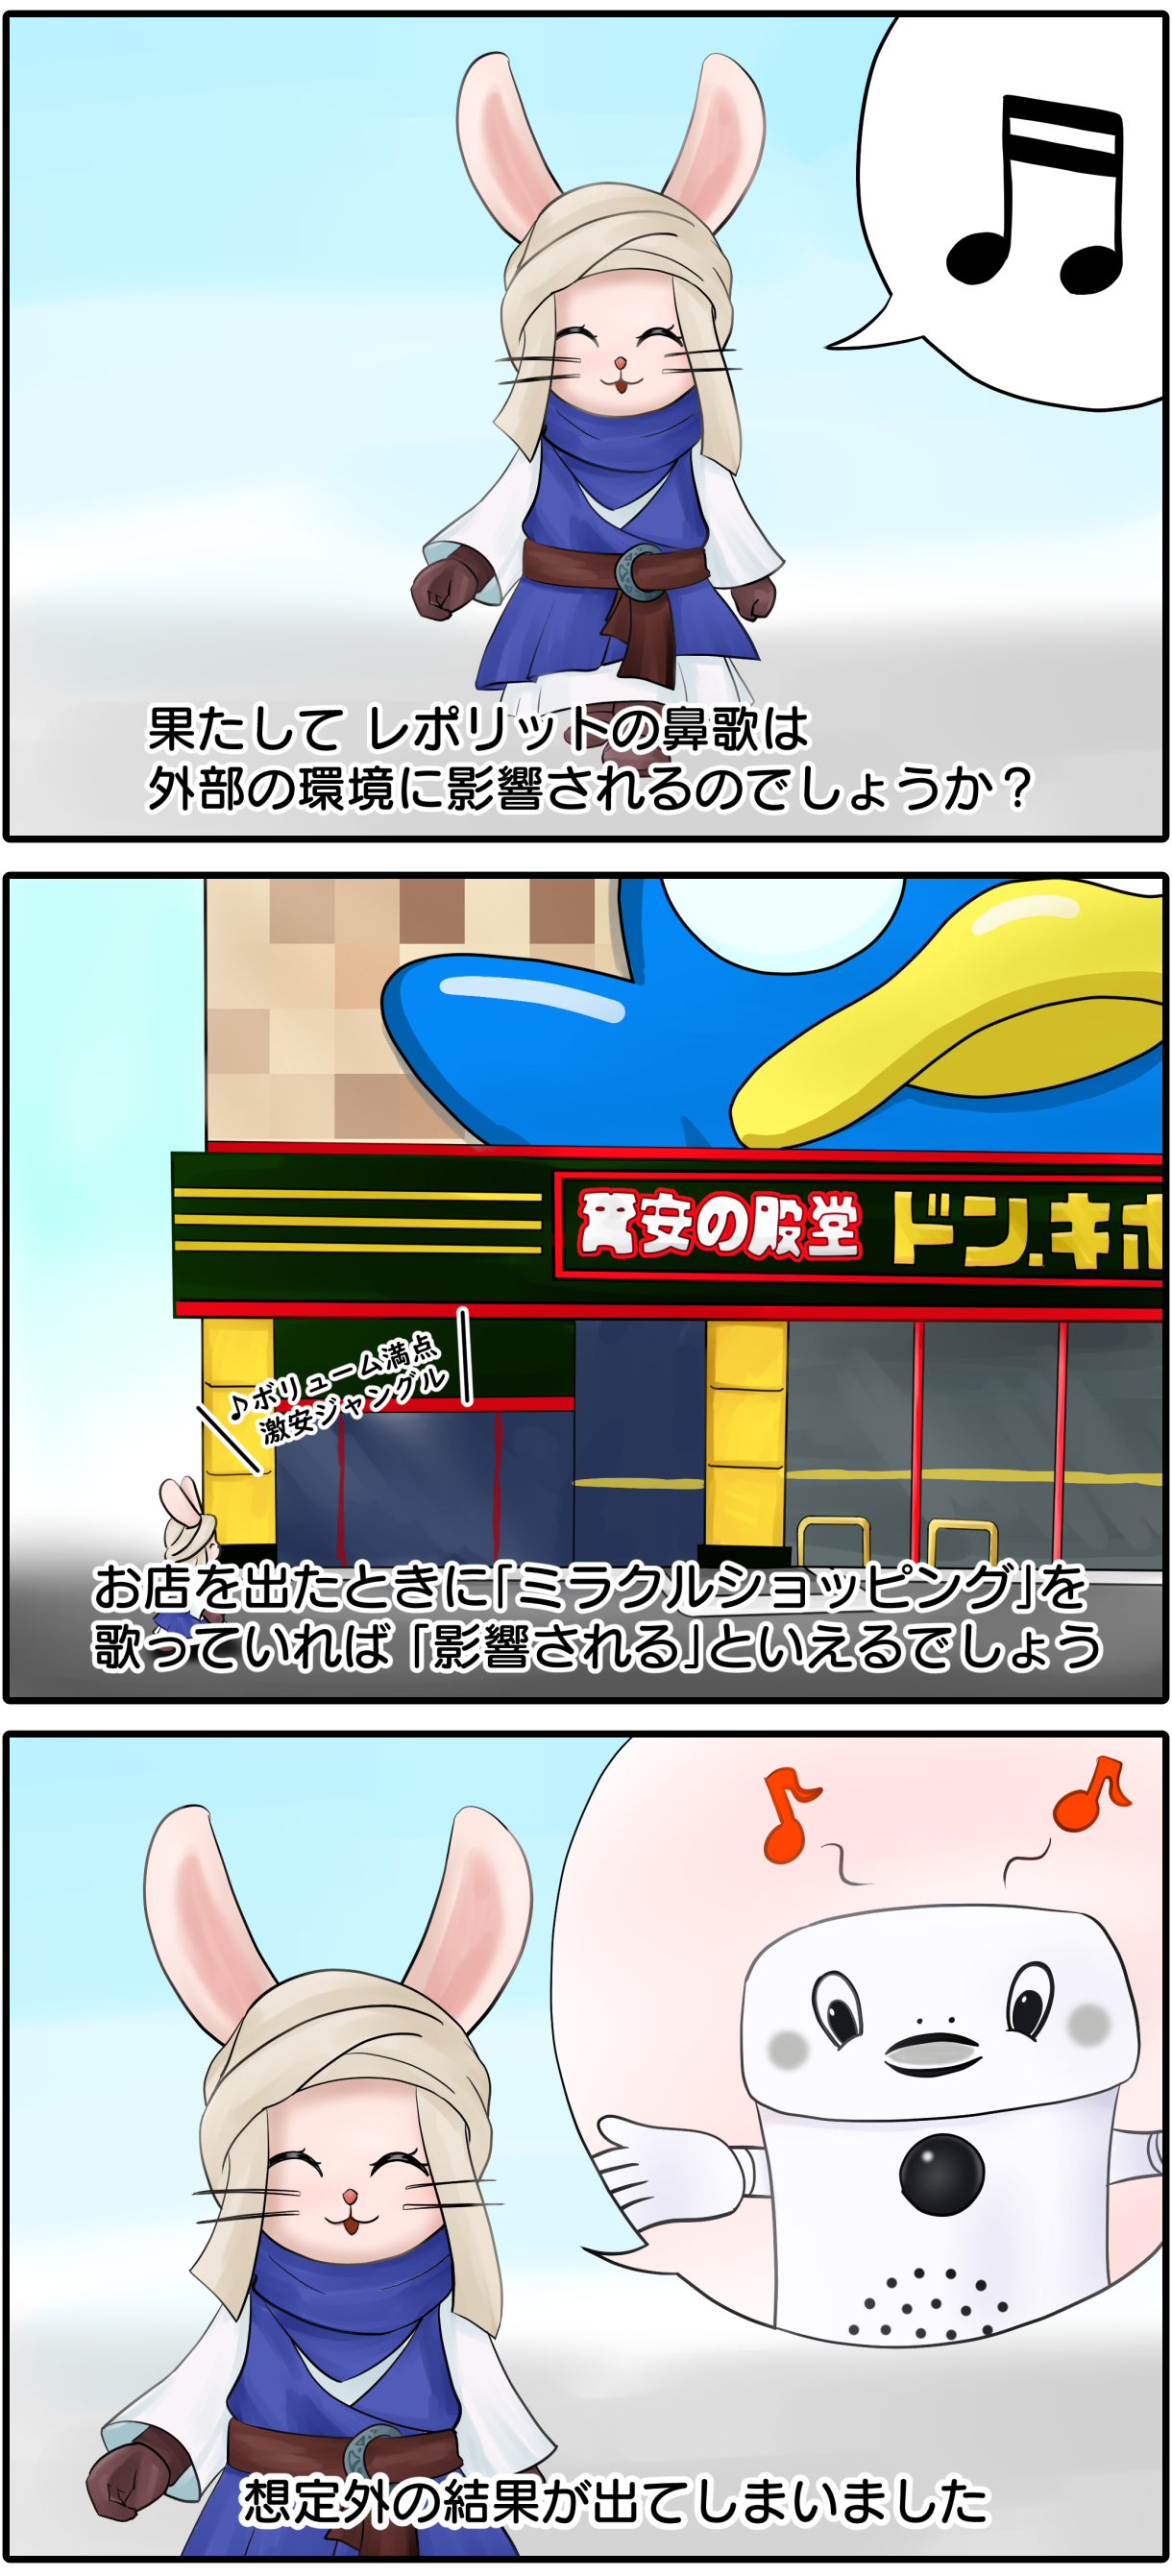 果たして レポリットの鼻歌は
外部の環境に影響されるのでしょうか？
驚安の殿堂 ドン.キホ
♪ボリューム満点
激安ジャングル
お店を出たときに「ミラクルショッピング」を
歌っていれば「影響される」といえるでしょう
想定外の結果が出てしまいました